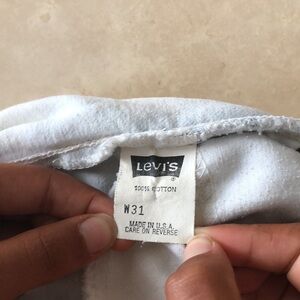 LEVI'S
®
100% COTTON
W31
MADE IN U.S.A.
CARE ON REVERSE